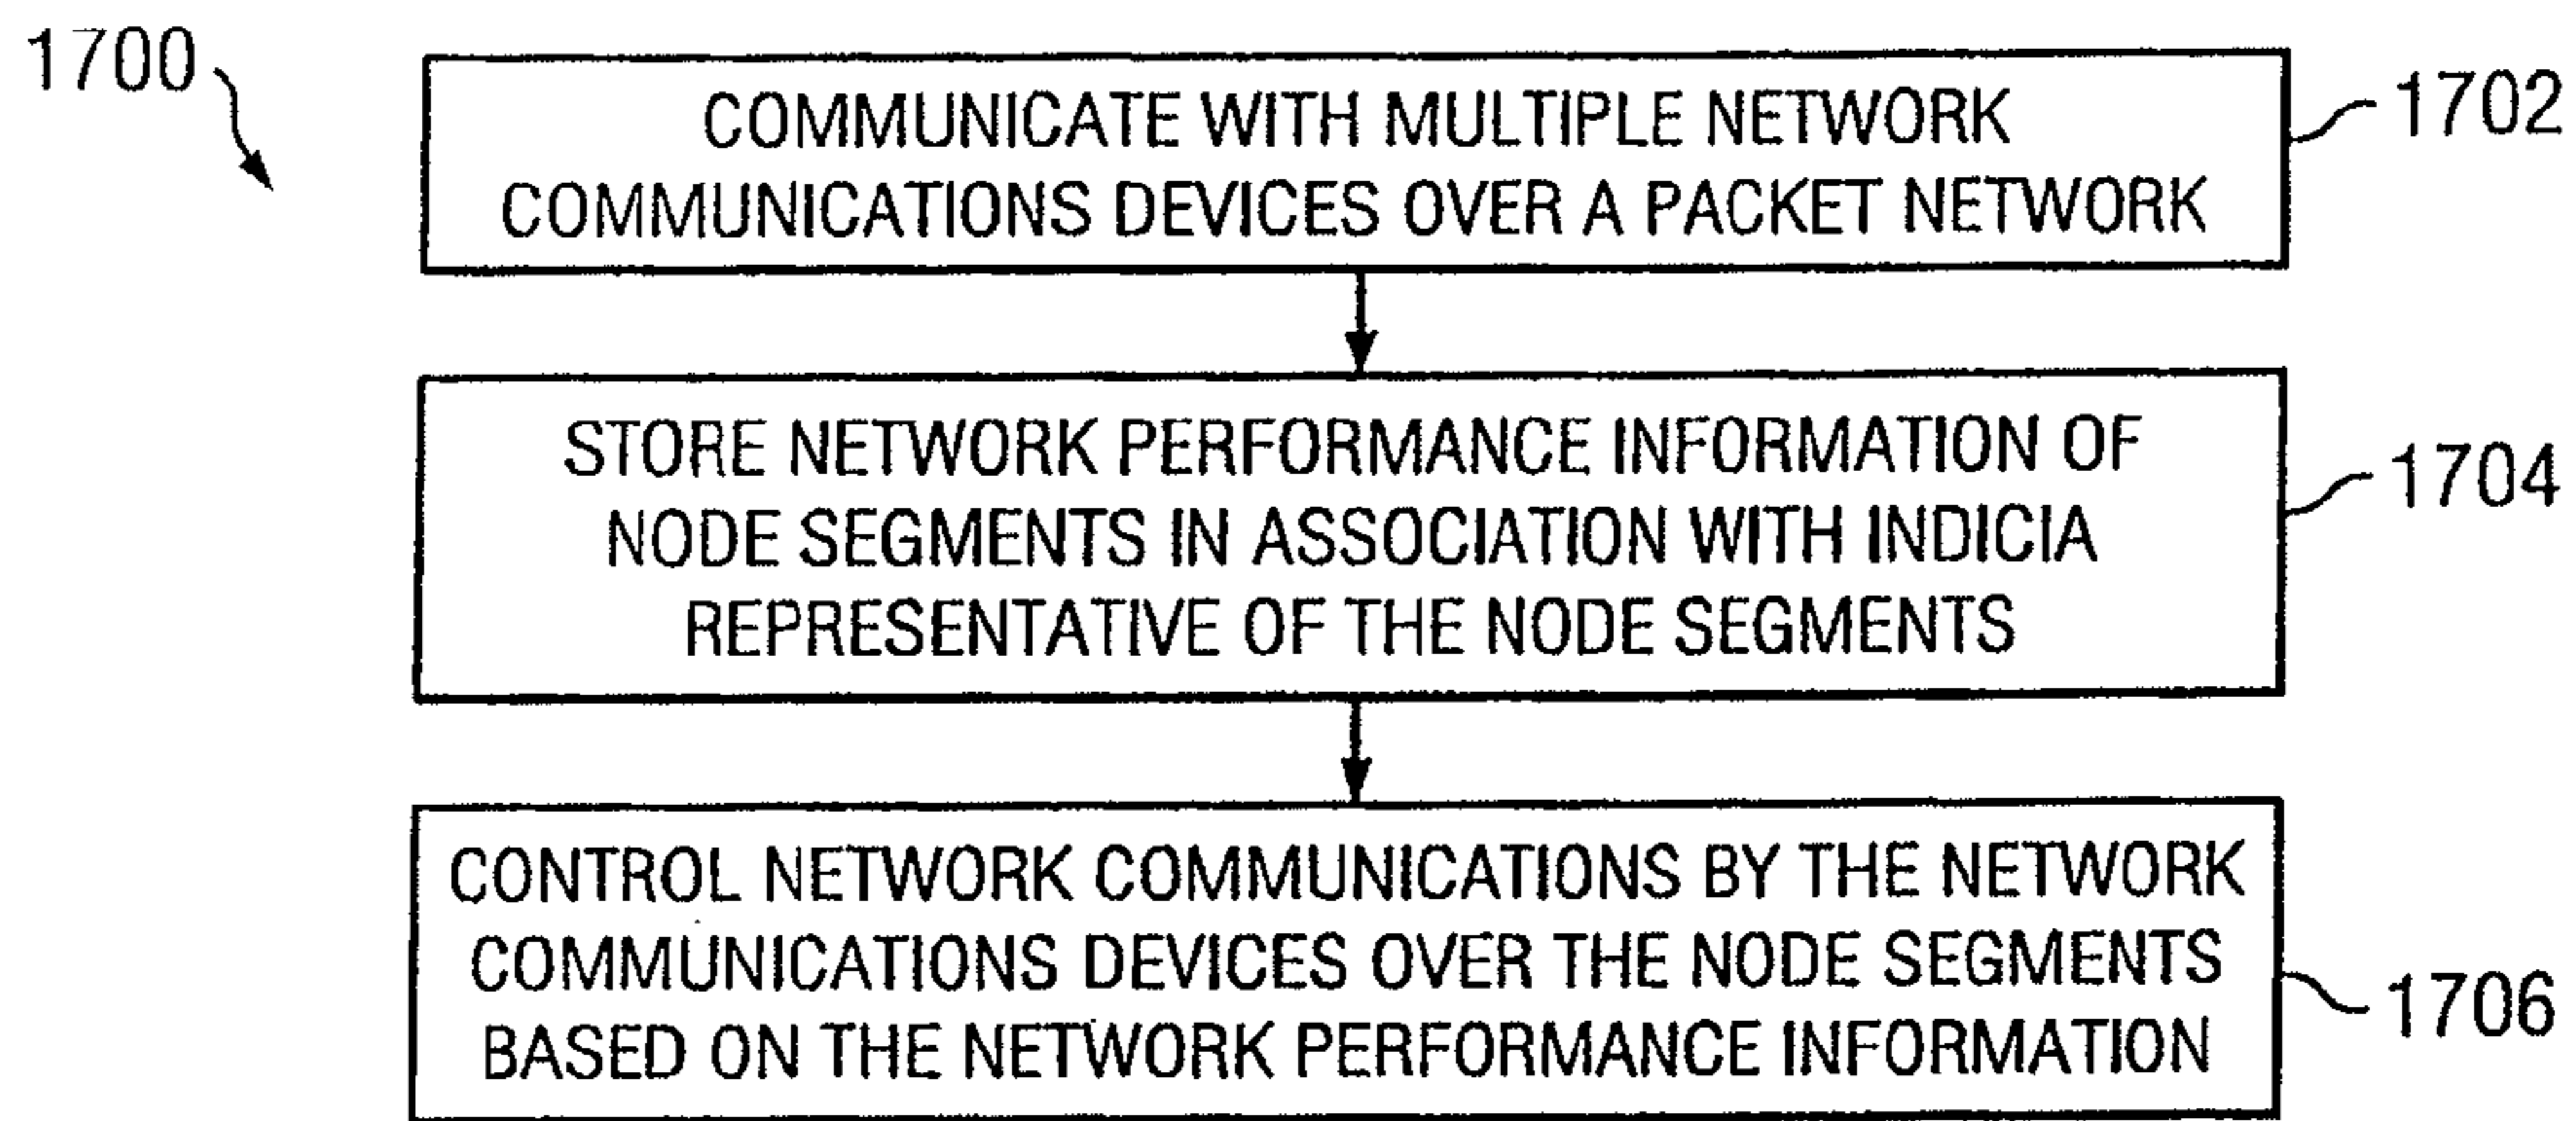 1700
COMMUNICATE WITH MULTIPLE NETWORK
COMMUNICATIONS DEVICES OVER A PACKET NETWORK
1702
STORE NETWORK PERFORMANCE INFORMATION OF
NODE SEGMENTS IN ASSOCIATION WITH INDICIA
REPRESENTATIVE OF THE NODE SEGMENTS
1704
CONTROL NETWORK COMMUNICATIONS BY THE NETWORK
COMMUNICATIONS DEVICES OVER THE NODE SEGMENTS
BASED ON THE NETWORK PERFORMANCE INFORMATION
1706